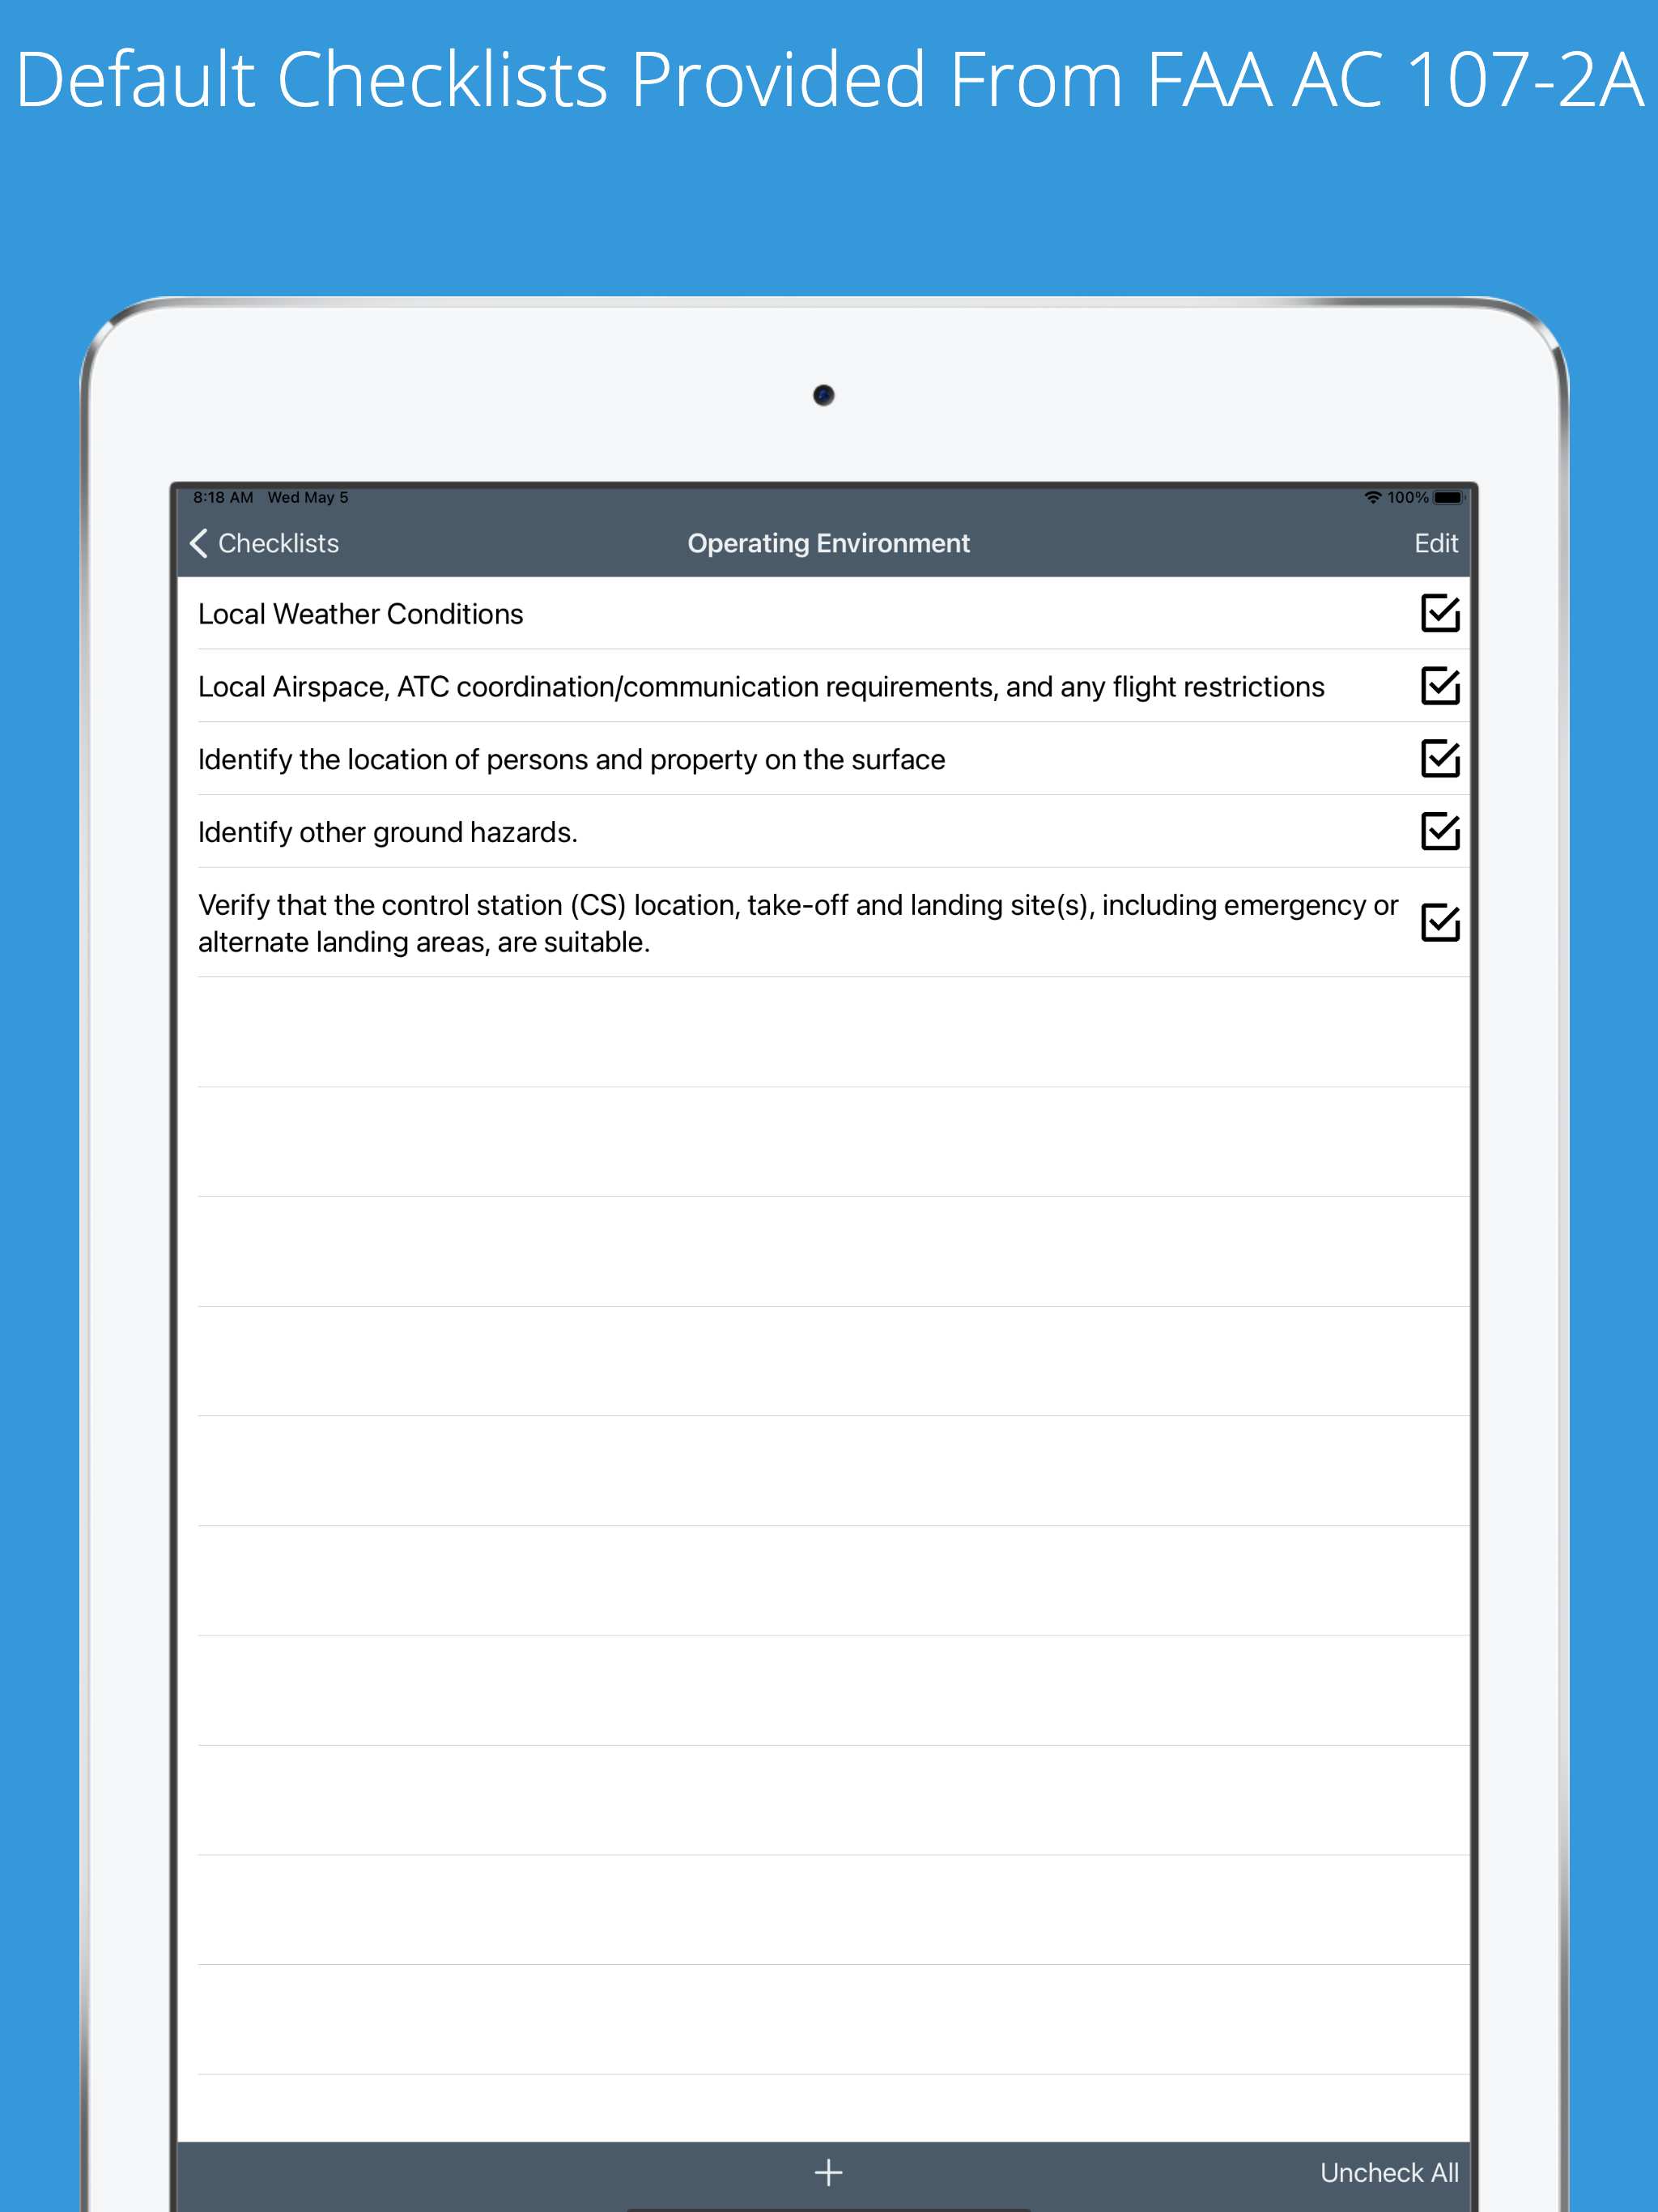 Default Checklists Provided From FAA AC 107-2A
8:18 AM Wed May 5
100%
Checklists
Operating Environment
Edit
Local Weather Conditions
Local Airspace, ATC coordination/communication requirements, and any flight restrictions
Identify the location of persons and property on the surface
Identify other ground hazards.
Verify that the control station (CS) location, take-off and landing site(s), including emergency or
alternate landing areas, are suitable.
+
Uncheck All